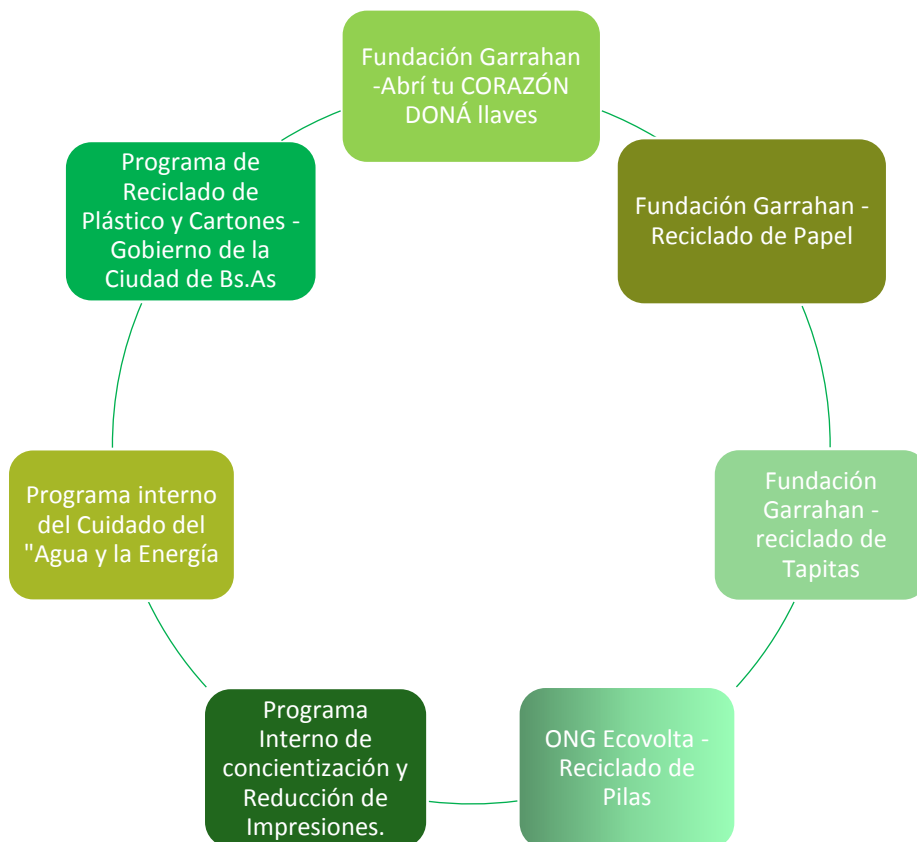 Fundación Garrahan
-Abrí tu CORAZÓN
DONÁ llaves
Fundación Garrahan -
Reciclado de Papel
Fundación
Garrahan -
reciclado de
Tapitas
ONG Ecovolta -
Reciclado de
Pilas
Programa
Interno de
concientización y
Reducción de
Impresiones.
Programa interno
del Cuidado del
"Agua y la Energía
Programa de
Reciclado de
Plástico y Cartones -
Gobierno de la
Ciudad de Bs.As